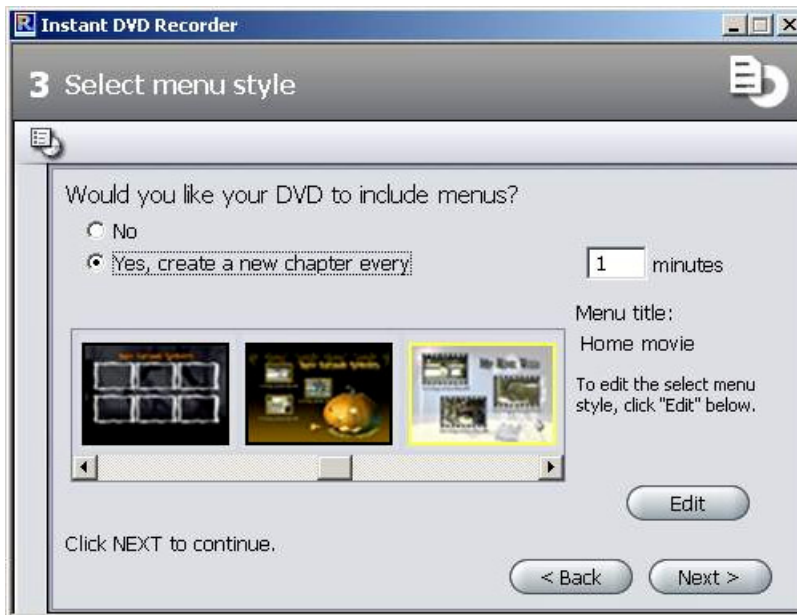 R Instant DVD Recorder
3 Select menu style
Would you like your DVD to include menus?
No
Yes, create a new chapter every 1 minutes
Menu title:
Home movie
To edit the select menu
style, click "Edit" below.
Edit
Click NEXT to continue.
< Back Next >